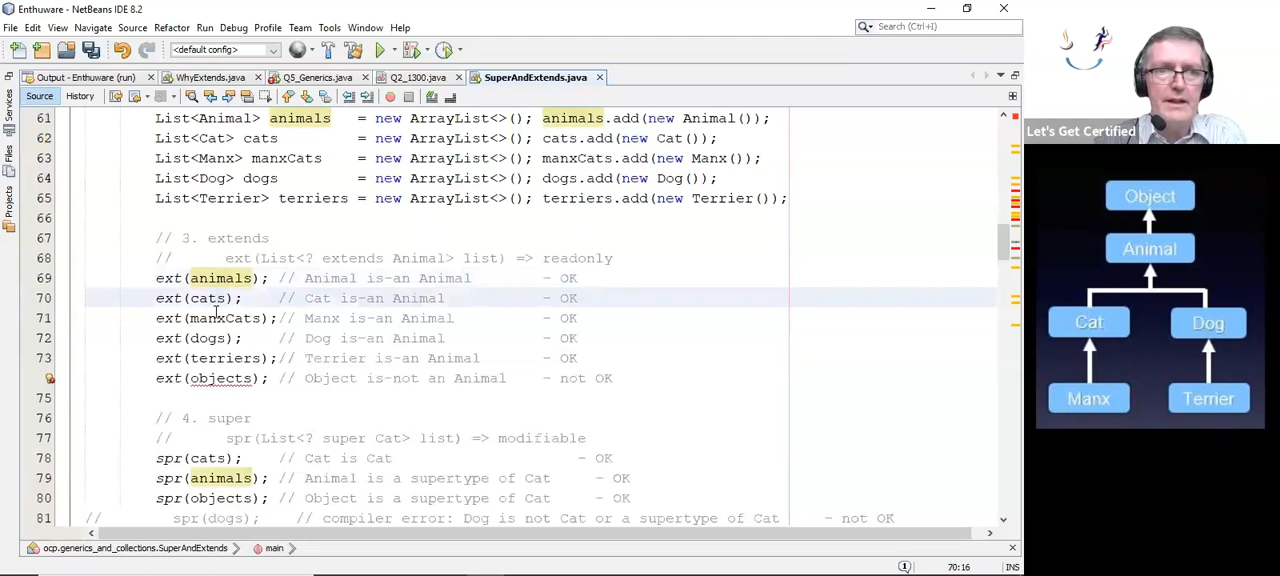 Enthuware - NetBeans IDE 8.2
File Edit View Navigate Source Refactor Run Debug Profile Team Tools Window Help
Search (Ctrl+I)
<default config>
Output - Enthuware (run) WhyExtends.java Q5_Generics.java Q2_1300.java SuperAndExtends.java
Source History
Services
Files
Projects
61 List<Animal> animals = new ArrayList<>(); animals.add(new Animal());
62 List<Cat> cats = new ArrayList<>(); cats.add(new Cat());
63 List<Manx> manxCats = new ArrayList<>(); manxCats.add(new Manx());
64 List<Dog> dogs = new ArrayList<>(); dogs.add(new Dog());
65 List<Terrier> terriers = new ArrayList<>(); terriers.add(new Terrier());
66
67 // 3. extends
68 // ext(List<? extends Animal> list) => readonly
69 ext(animals); // Animal is-an Animal - OK
70 ext(cats); // Cat is-an Animal - OK
71 ext(manxCats);// Manx is-an Animal - OK
72 ext(dogs); // Dog is-an Animal - OK
73 ext(terriers);// Terrier is-an Animal - OK
ext(objects); // Object is-not an Animal - not OK
75
76 // 4. super
77 // spr(List<? super Cat> list) => modifiable
78 spr(cats); // Cat is Cat - OK
79 spr(animals); // Animal is a supertype of Cat - OK
80 spr(objects); // Object is a supertype of Cat - OK
81 // spr(dogs); // compiler error: Dog is not Cat or a supertype of Cat - not OK
ocp.generics_and_collections.SuperAndExtends main
1 70:16 INS
Let's Get Certified
Object
Animal
Cat Dog
Manx Terrier